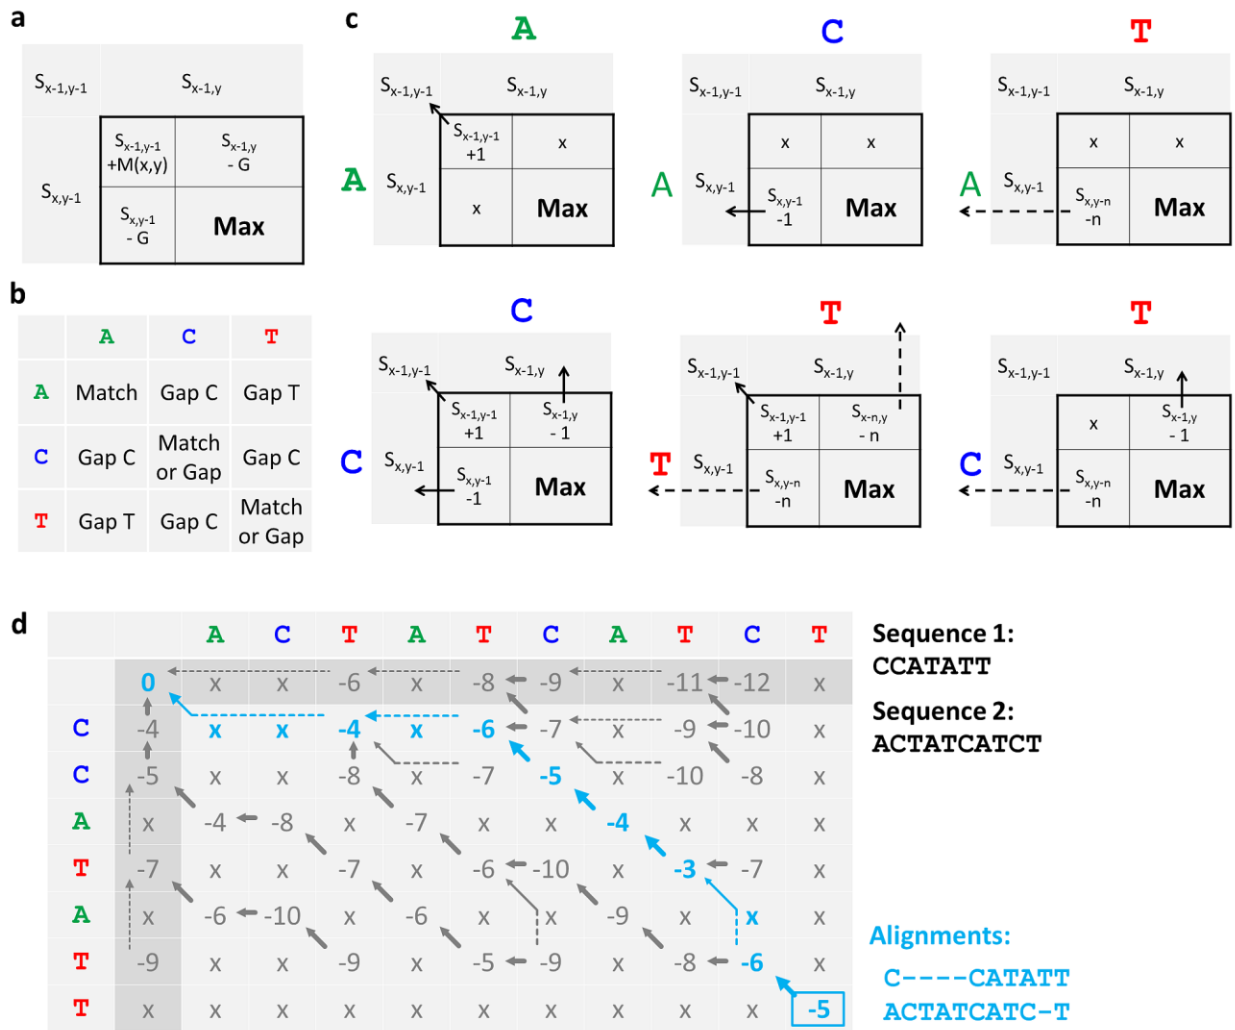 a
S x-1,y-1 S x-1,y
S x,y-1
S x-1,y-1 +M(x,y)
S x-1,y - G
S x,y-1 - G
Max
c
A
S x-1,y-1 S x-1,y
A S x,y-1
S x-1,y-1 +1
x
x Max
C
S x-1,y-1 S x-1,y
A S x,y-1
x x
S x,y-1 -1
Max
T
S x-1,y-1 S x-1,y
A S x,y-1
x x
S x,y-n -n
Max
b
A C T
A Match Gap C Gap T
C Gap C Match or Gap Gap C
T Gap T Gap C Match or Gap
C
S x-1,y-1 S x-1,y
C S x,y-1
S x-1,y-1 +1
S x-1,y - 1
S x,y-1 -1
Max
T
S x-1,y-1 S x-1,y
T S x,y-1
S x-1,y-1 +1
S x-n,y - n
S x,y-n -n
Max
T
S x-1,y-1 S x-1,y
C S x,y-1
x
S x-1,y - 1
S x,y-n -n
Max
d
A C T A T C A T C T
0 x x -6 x -8 -9 x -11 -12 x
C -4 x x -4 x -6 -7 x -9 -10 x
C -5 x x -8 x -7 -5 x -10 -8 x
A x -4 -8 x -7 x x -4 x x x
T -7 x x -7 x -6 -10 x -3 -7 x
A x -6 -10 x -6 x x -9 x x x
T -9 x x -9 x -5 -9 x -8 -6 x
T x x x x x x x x x x -5
Sequence 1:
CCATATT
Sequence 2:
ACTATCATCT
Alignments:
C----CATATT
ACTATCATC-T